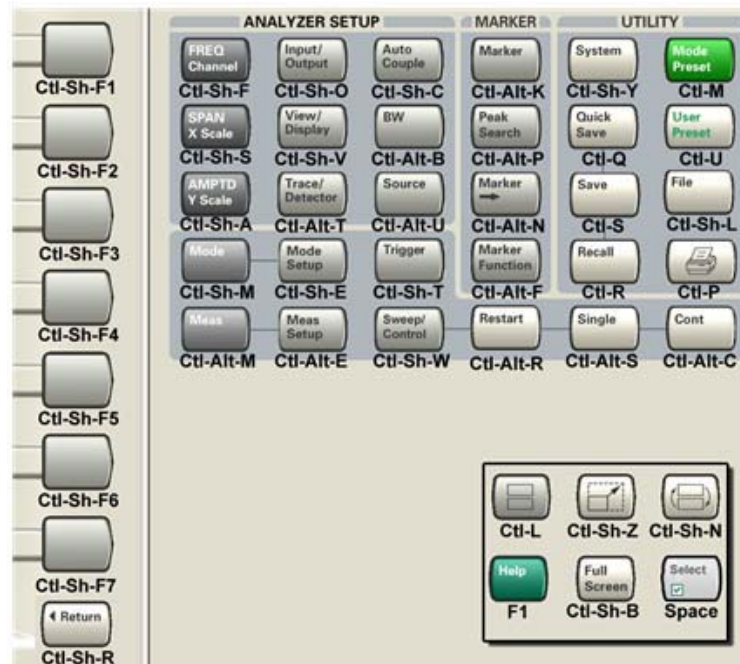 ANALYZER SETUP MARKER UTILITY
FREQ Channel Input/ Output Auto Couple Marker System Mode Preset
Ctl-Sh-F1 Ctl-Sh-F Ctl-Sh-O Ctl-Sh-C Ctl-Alt-K Ctl-Sh-Y Ctl-M
SPAN X Scale View/ Display BW Peak Search Quick Save User Preset
Ctl-Sh-F2 Ctl-Sh-S Ctl-Sh-V Ctl-Alt-B Ctl-Alt-P Ctl-Q Ctl-U
AMPTD Y Scale Trace/ Detector Source Marker Save File
Ctl-Sh-F3 Ctl-Sh-A Ctl-Alt-T Ctl-Alt-U Ctl-Alt-N Ctl-S Ctl-Sh-L
Mode Mode Setup Trigger Marker Function Recall
Ctl-Sh-M Ctl-Sh-E Ctl-Sh-T Ctl-Alt-F Ctl-R Ctl-P
Meas Meas Setup Sweep/ Control Restart Single Cont
Ctl-Sh-F4 Ctl-Alt-M Ctl-Alt-E Ctl-Sh-W Ctl-Alt-R Ctl-Alt-S Ctl-Alt-C
Ctl-Sh-F5
Ctl-Sh-F6
Ctl-L Ctl-Sh-Z Ctl-Sh-N
Help Full Screen Select
Ctl-Sh-F7
F1 Ctl-Sh-B Space
Return
Ctl-Sh-R